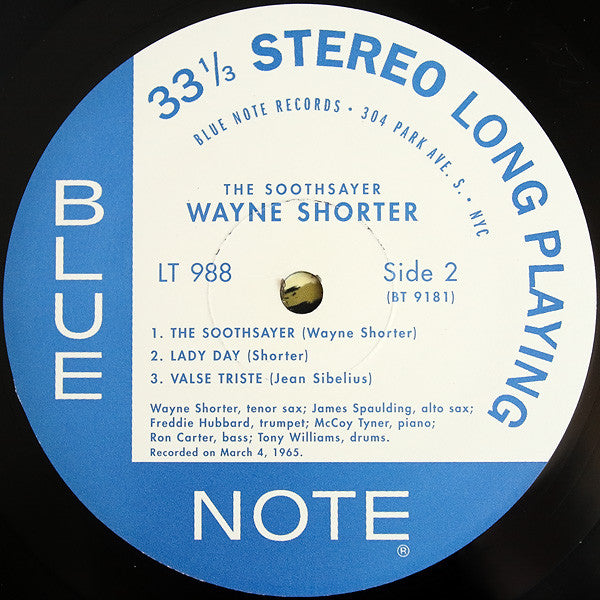 33 1/3 STEREO LONG PLAYING
BLUE NOTE RECORDS • 304 PARK AVE. S. • NYC
THE SOOTHSAYER
WAYNE SHORTER
LT 988
Side 2
(BT 9181)
1. THE SOOTHSAYER (Wayne Shorter)
2. LADY DAY (Shorter)
3. VALSE TRISTE (Jean Sibelius)
Wayne Shorter, tenor sax; James Spaulding, alto sax;
Freddie Hubbard, trumpet; McCoy Tyner, piano;
Ron Carter, bass; Tony Williams, drums.
Recorded on March 4, 1965.
BLUE
NOTE®